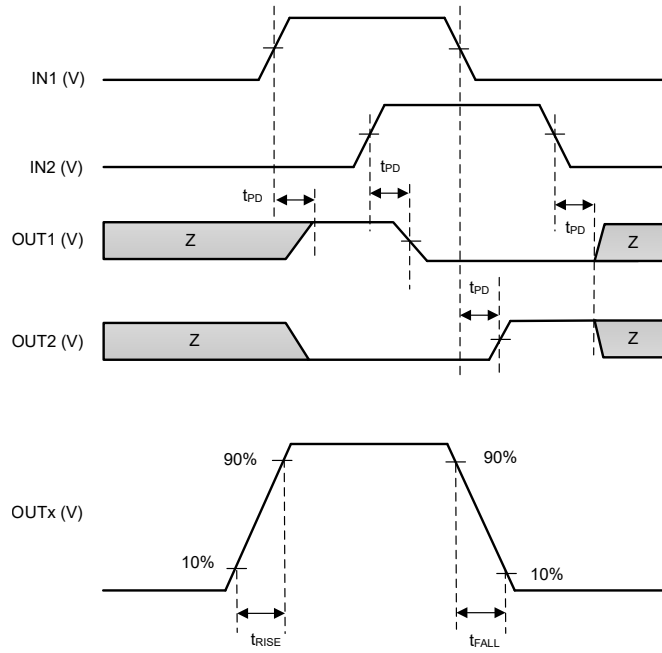 IN1 (V)
IN2 (V)
tPD
tPD
OUT1 (V)
Z
tPD
Z
tPD
OUT2 (V)
Z
Z
90%
90%
OUTx (V)
10%
10%
tRISE
tFALL